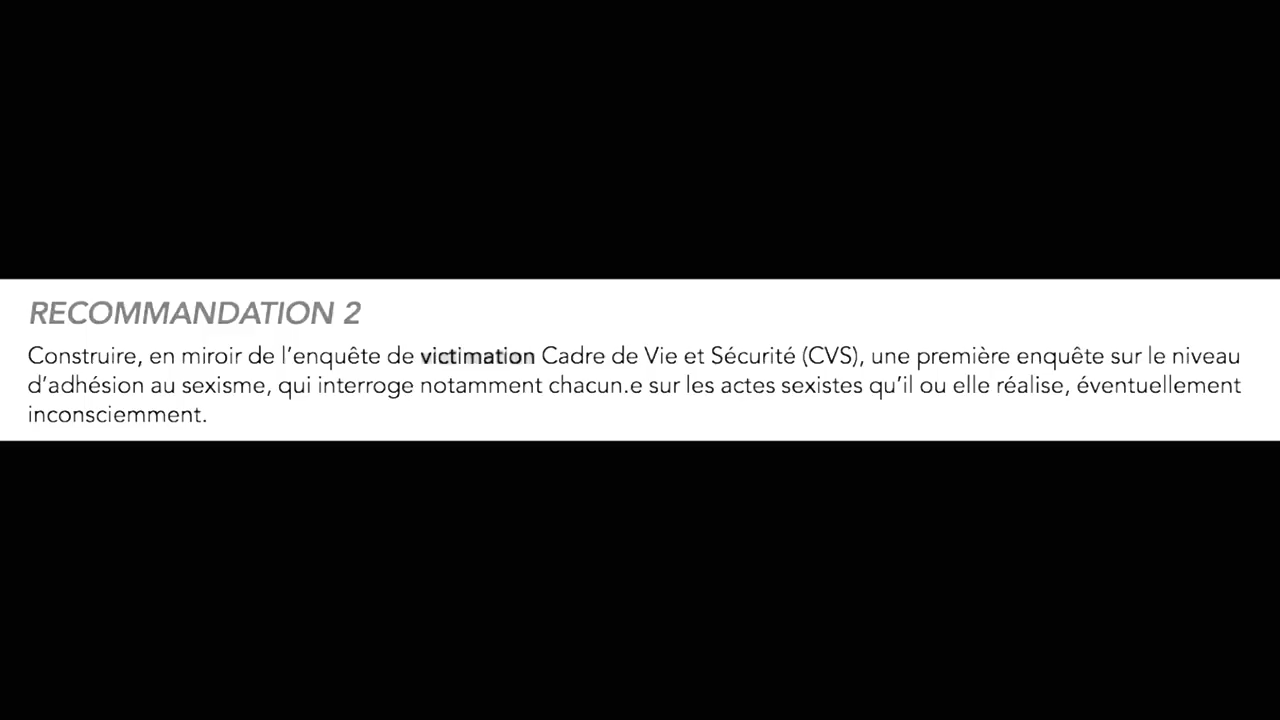 RECOMMANDATION 2
Construire, en miroir de l’enquête de victimation Cadre de Vie et Sécurité (CVS), une première enquête sur le niveau
d’adhésion au sexisme, qui interroge notamment chacun.e sur les actes sexistes qu’il ou elle réalise, éventuellement
inconsciemment.